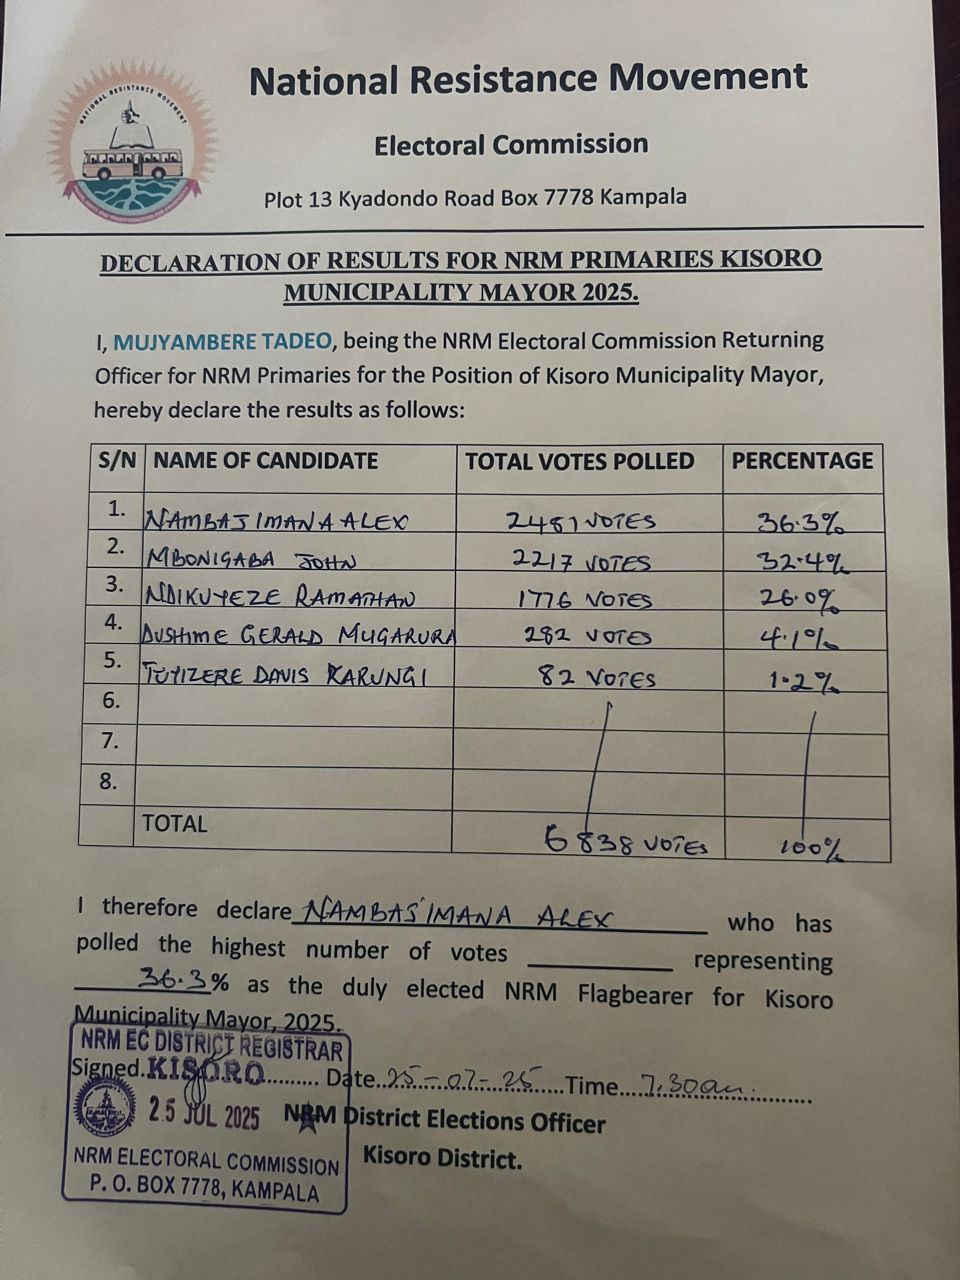 NATIONAL RESISTANCE MOVEMENT
National Resistance Movement
Electoral Commission
Plot 13 Kyadondo Road Box 7778 Kampala
DECLARATION OF RESULTS FOR NRM PRIMARIES KISORO
MUNICIPALITY MAYOR 2025.
I, MUJYAMBERE TADEO, being the NRM Electoral Commission Returning
Officer for NRM Primaries for the Position of Kisoro Municipality Mayor,
hereby declare the results as follows:
S/N NAME OF CANDIDATE TOTAL VOTES POLLED PERCENTAGE
1. NAMBAJIMANA ALEX 2481 VOTES 36.3%
2. MBONIGABA JOHN 2217 VOTES 32.4%
3. NDIKUYEZE RAMATHAN 1776 VOTES 26.0%
4. DUSHIME GERALD MUGARURA 282 VOTES 4.1%
5. TUYIZERE DAVIS KARUNGI 82 VOTES 1.2%
6.
7.
8.
TOTAL 6838 VOTES 100%
I therefore declare NAMBAJIMANA ALEX who has
polled the highest number of votes ________ representing
36.3% as the duly elected NRM Flagbearer for Kisoro
Municipality Mayor, 2025.
NRM EC DISTRICT REGISTRAR
Signed. KISORO .......... Date..25-07-25......Time...7.30am.............
25 JUL 2025 NRM District Elections Officer
NRM ELECTORAL COMMISSION Kisoro District.
P. O. BOX 7778, KAMPALA